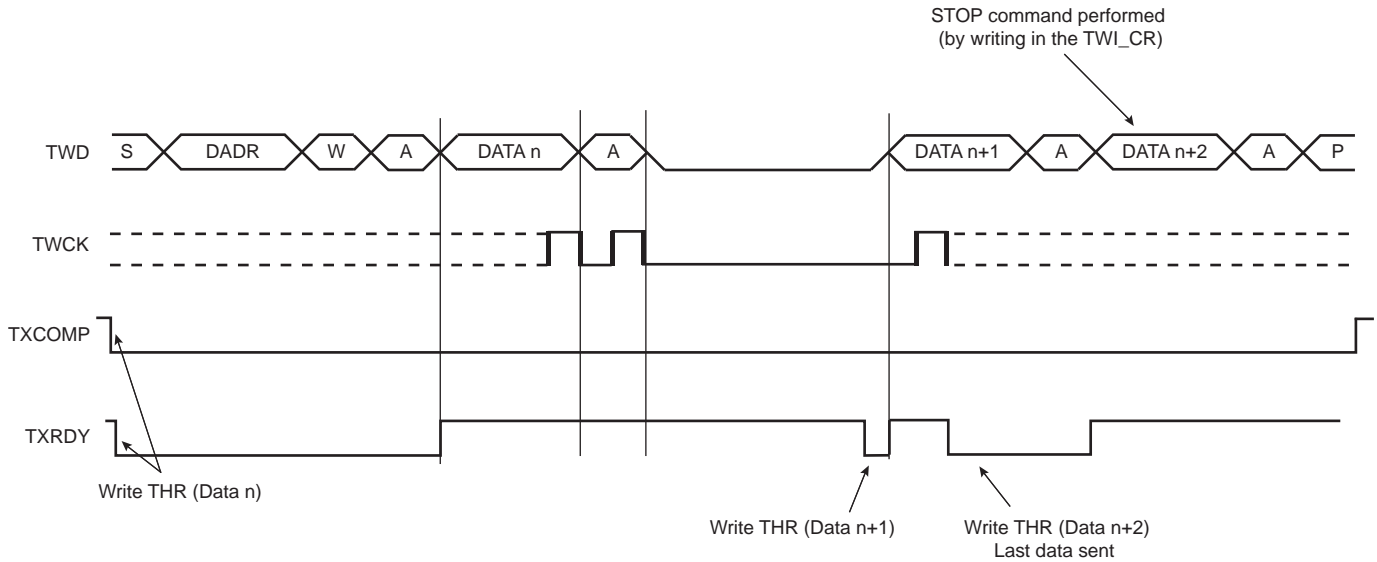 STOP command performed
(by writing in the TWI_CR)
TWD S DADR W A DATA n A DATA n+1 A DATA n+2 A P
TWCK
TXCOMP
TXRDY
Write THR (Data n)
Write THR (Data n+1)
Write THR (Data n+2)
Last data sent